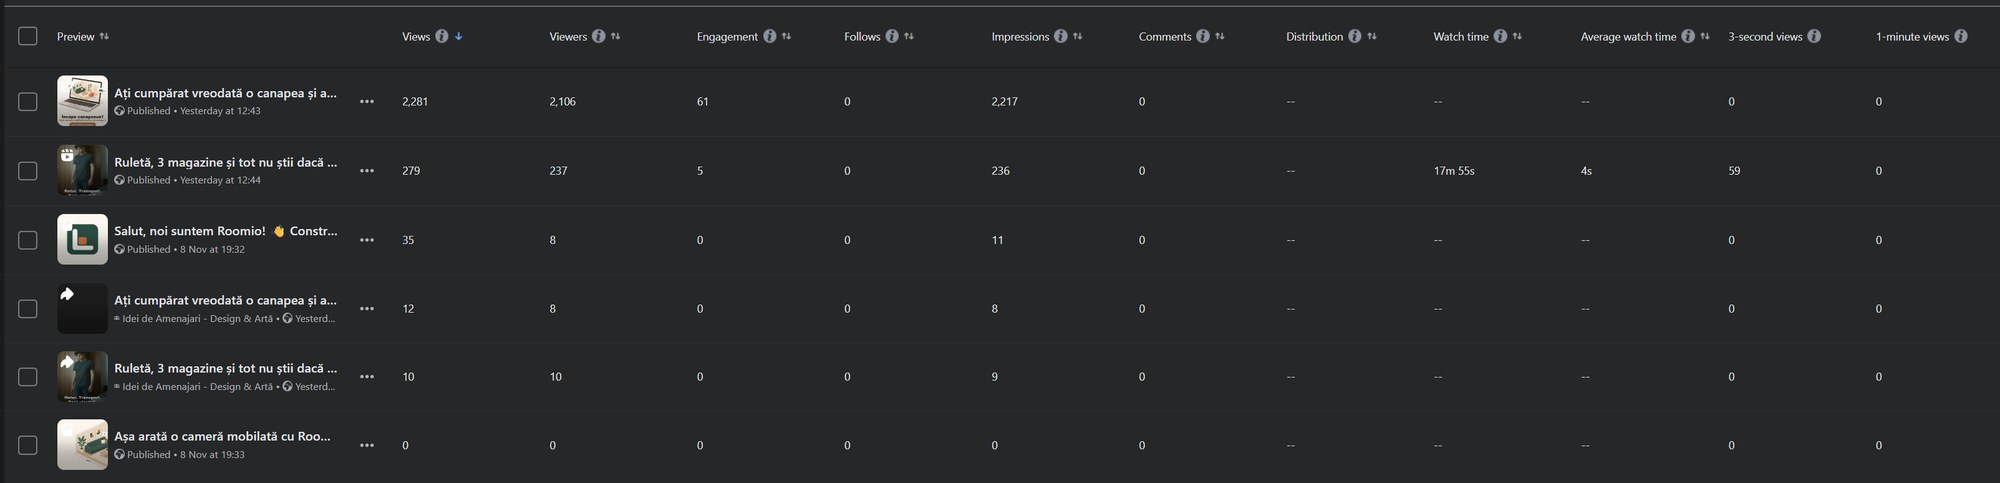 Preview Views Viewers Engagement Follows Impressions Comments Distribution Watch time Average watch time 3-second views 1-minute views
Ați cumpărat vreodată o canapea și a... ••• 2,281 2,106 61 0 2,217 0 -- -- -- 0 0
Published • Yesterday at 12:43
Încape canapeaua?
Ruletă, 3 magazine și tot nu știi dacă ... ••• 279 237 5 0 236 0 -- 17m 55s 4s 59 0
Published • Yesterday at 12:44
Salut, noi suntem Roomio! 👋 Constr... ••• 35 8 0 0 11 0 -- -- -- 0 0
Published • 8 Nov at 19:32
Ați cumpărat vreodată o canapea și a... ••• 12 8 0 0 8 0 -- -- -- 0 0
Idei de Amenajari - Design & Artă • Yesterd...
Ruletă, 3 magazine și tot nu știi dacă ... ••• 10 10 0 0 9 0 -- -- -- 0 0
Idei de Amenajari - Design & Artă • Yesterd...
Așa arată o cameră mobilată cu Roo... ••• 0 0 0 0 0 0 -- -- -- 0 0
Published • 8 Nov at 19:33